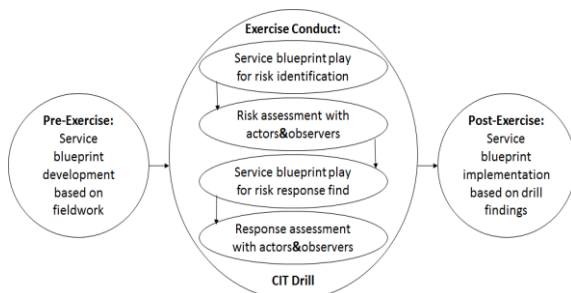 Pre-Exercise:
Service
blueprint
development
based on
fieldwork
Exercise Conduct:
Service blueprint play
for risk identification
Risk assessment with
actors&observers
Service blueprint play
for risk response find
Response assessment
with actors&observers
CIT Drill
Post-Exercise:
Service
blueprint
implementation
based on drill
findings